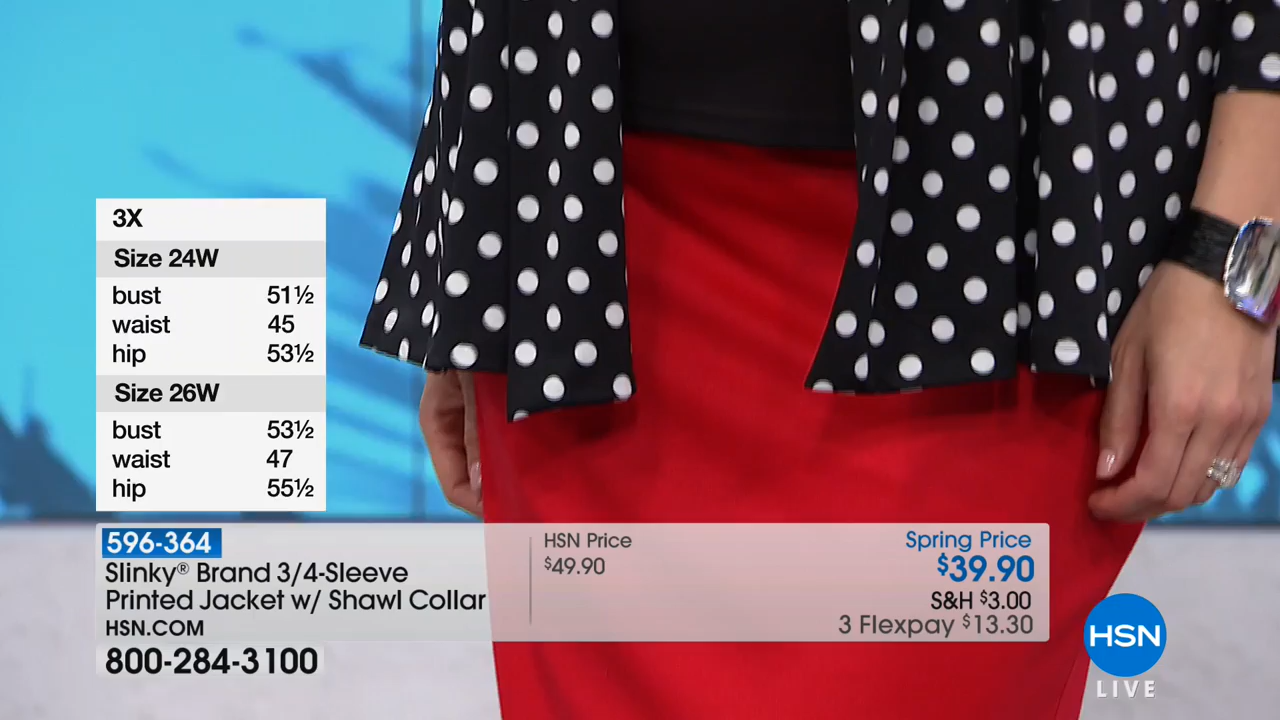 3X
Size 24W
bust 51½
waist 45
hip 53½
Size 26W
bust 53½
waist 47
hip 55½
596-364
Slinky® Brand 3/4-Sleeve
Printed Jacket w/ Shawl Collar
HSN.COM
800-284-3100
HSN Price
$49.90
Spring Price
$39.90
S&H $3.00
3 Flexpay $13.30
HSN
LIVE